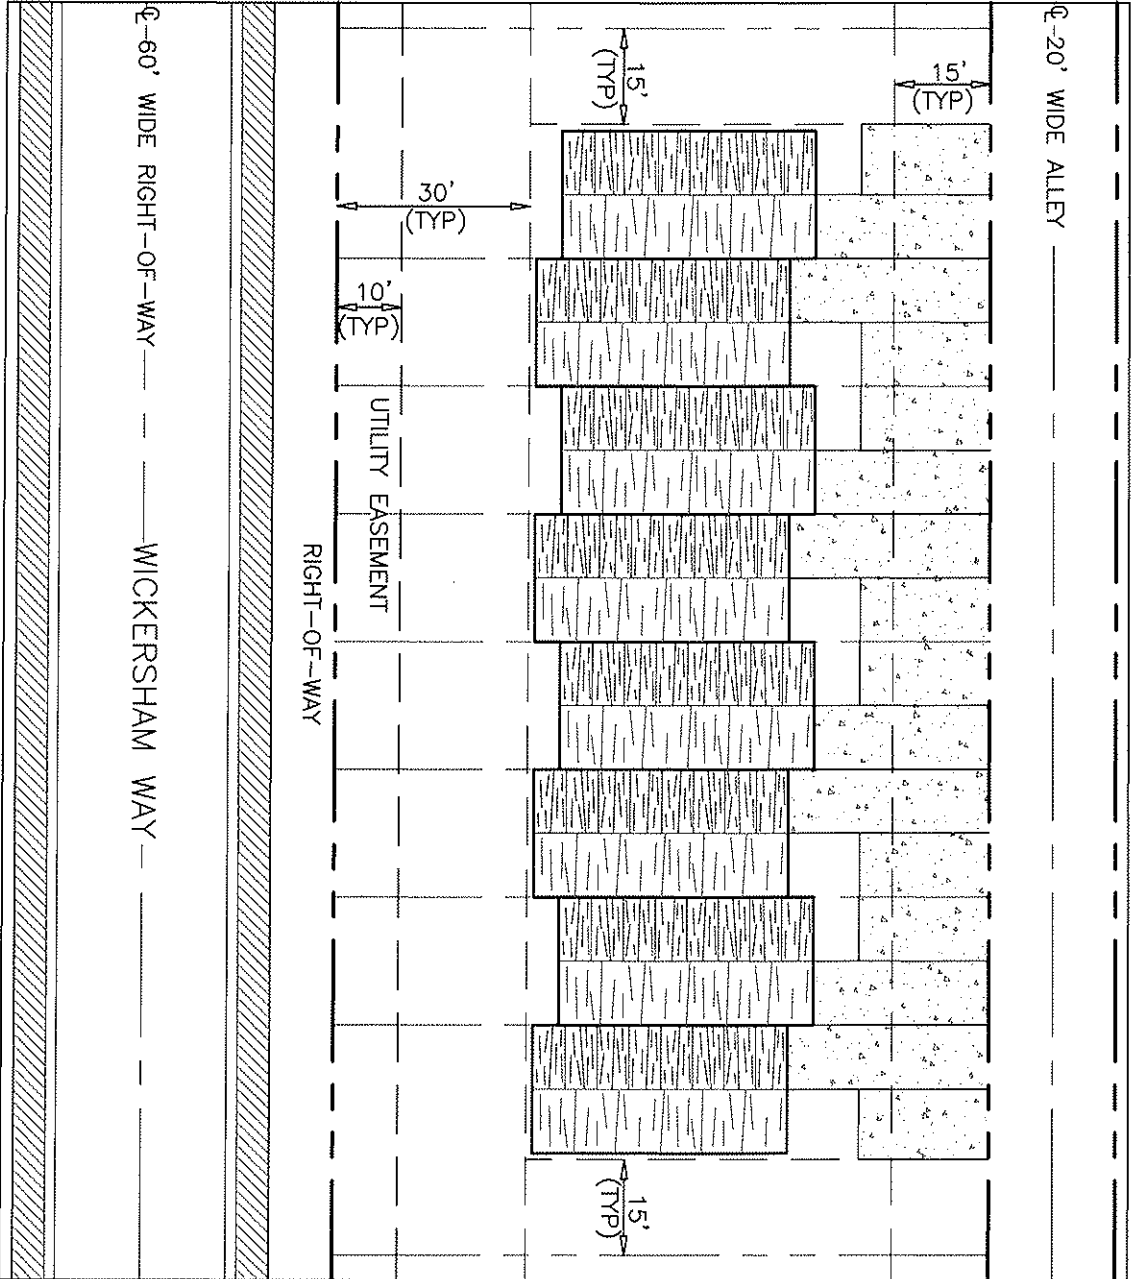 ℄-20' WIDE ALLEY
15'
(TYP)
15'
(TYP)
30'
(TYP)
10'
(TYP)
UTILITY EASEMENT
RIGHT-OF-WAY
℄-60' WIDE RIGHT-OF-WAY
WICKERSHAM WAY
15'
(TYP)